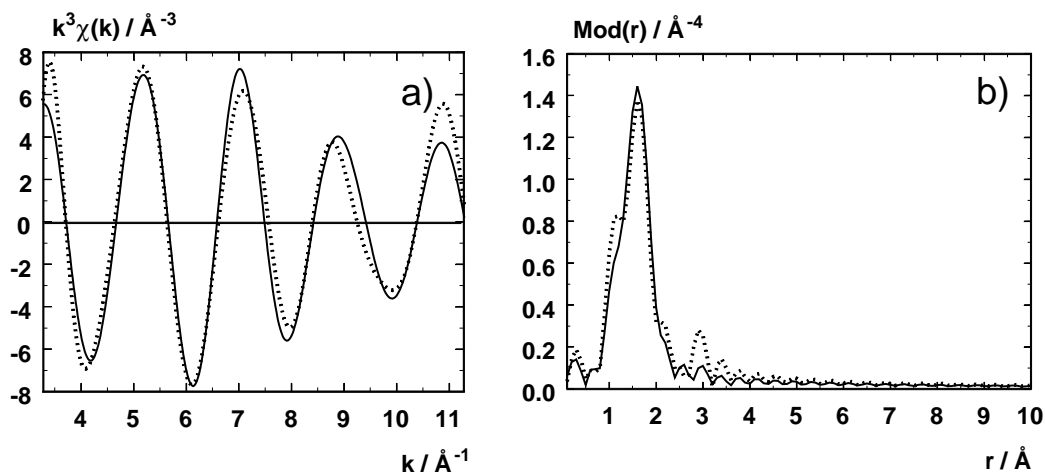 k³χ(k) / Å⁻³
a)
8
6
4
2
0
-2
-4
-6
-8
4 5 6 7 8 9 10 11
k / Å⁻¹
Mod(r) / Å⁻⁴
b)
1.6
1.4
1.2
1.0
0.8
0.6
0.4
0.2
0.0
1 2 3 4 5 6 7 8 9 10
r / Å